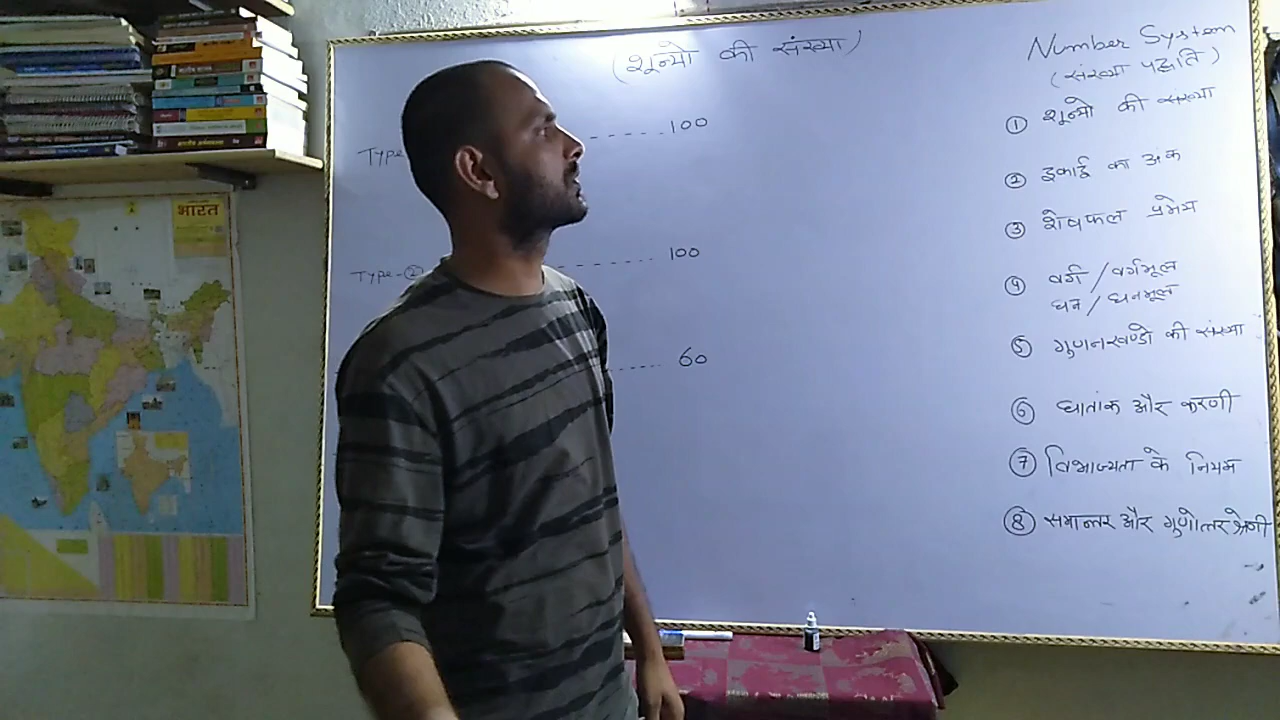 भारत
(शून्यो की संख्या)
Type
-----100
Type-②
------ 100
----- 60
Number System
(संख्या पद्धति)
① शून्यो की संख्या
② इकाई का अंक
③ शेषफल प्रमेय
④ वर्ग / वर्गमूल
घन / घनमूल
⑤ गुणनखण्डो की संख्या
⑥ घातांक और करणी
⑦ विभाज्यता के नियम
⑧ समान्तर और गुणोत्तर श्रेणी